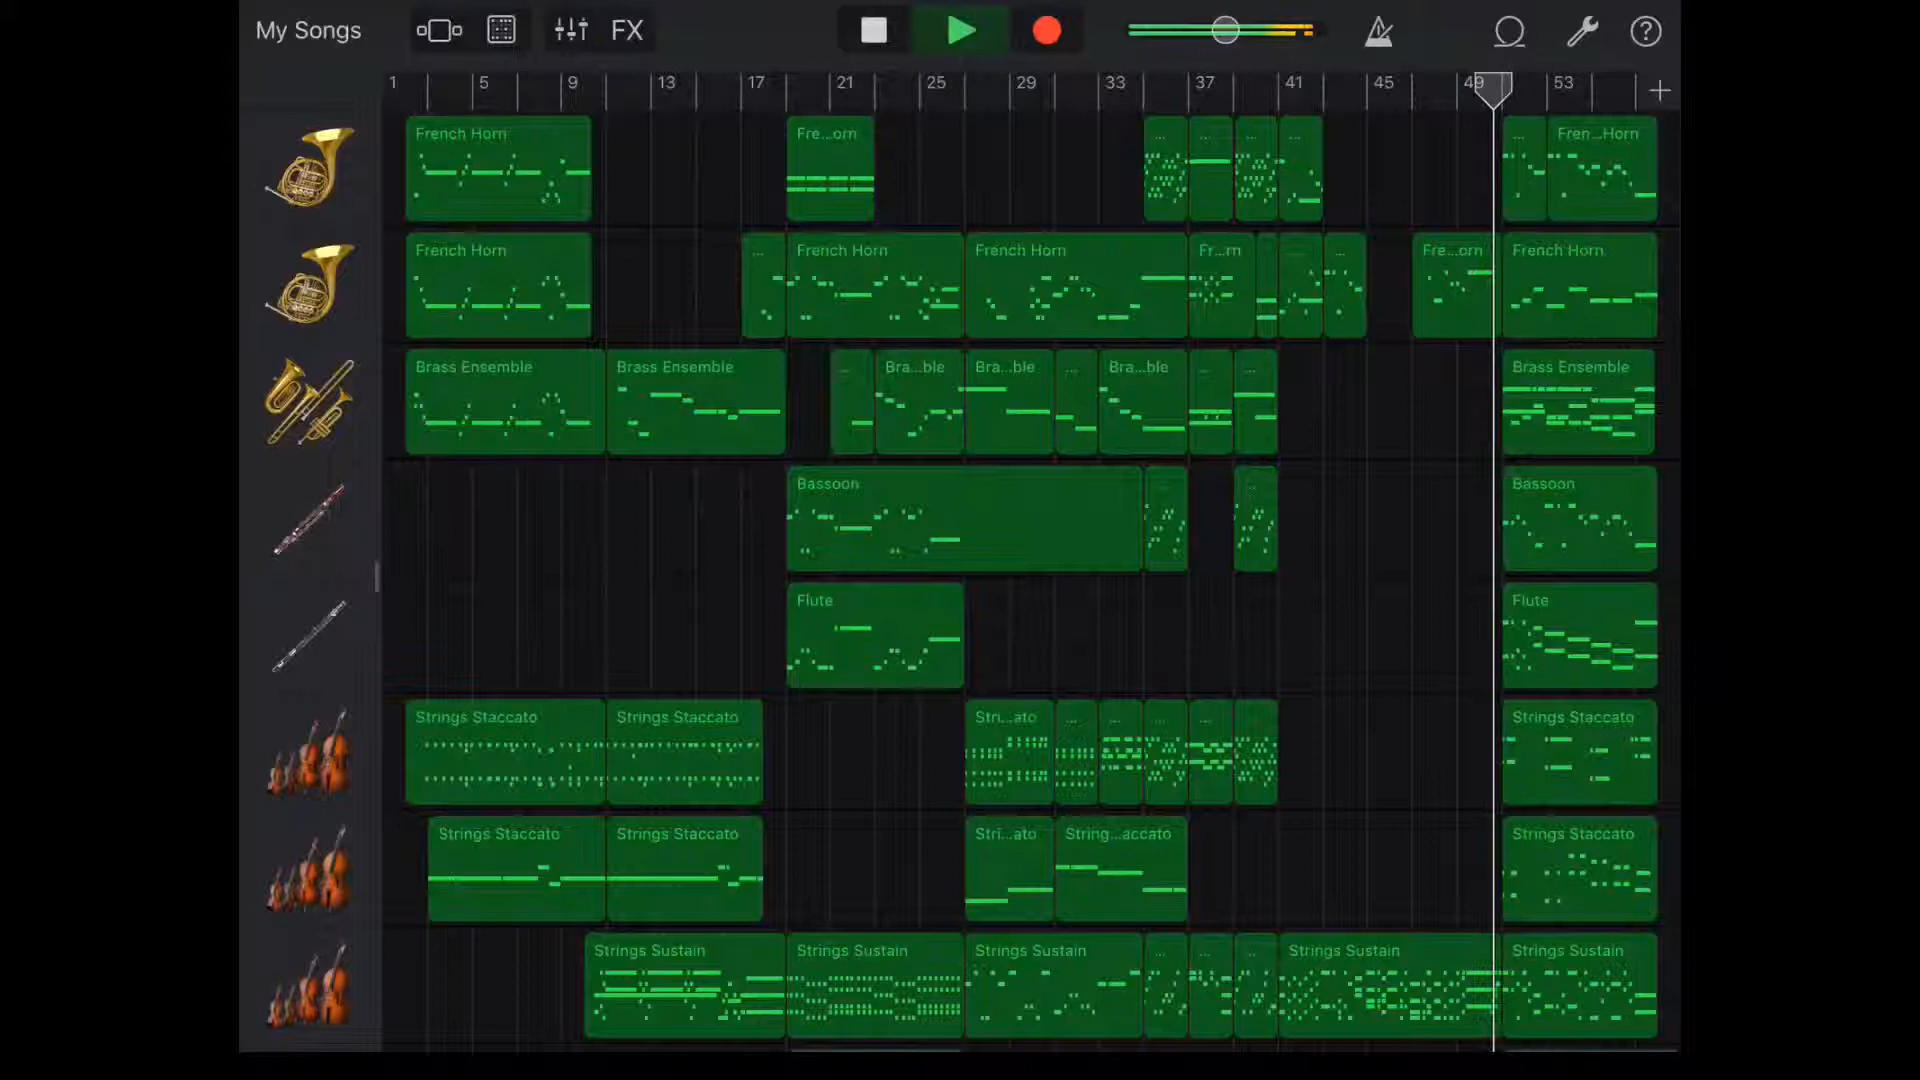 My Songs FX ?
1 5 9 13 17 21 25 29 33 37 41 45 49 53 +
French Horn Fre...orn ... ... ... ... ... Fren...Horn
French Horn ... French Horn French Horn Fr...rn ... ... Fre...orn French Horn
Brass Ensemble Brass Ensemble ... Bra...ble Bra...ble ... Bra...ble ... ... Brass Ensemble
Bassoon ... ... Bassoon
Flute Flute
Strings Staccato Strings Staccato Stri...ato ... ... ... ... ... Strings Staccato
Strings Staccato Strings Staccato Stri...ato String...accato Strings Staccato
Strings Sustain Strings Sustain Strings Sustain ... ... ... Strings Sustain Strings Sustain